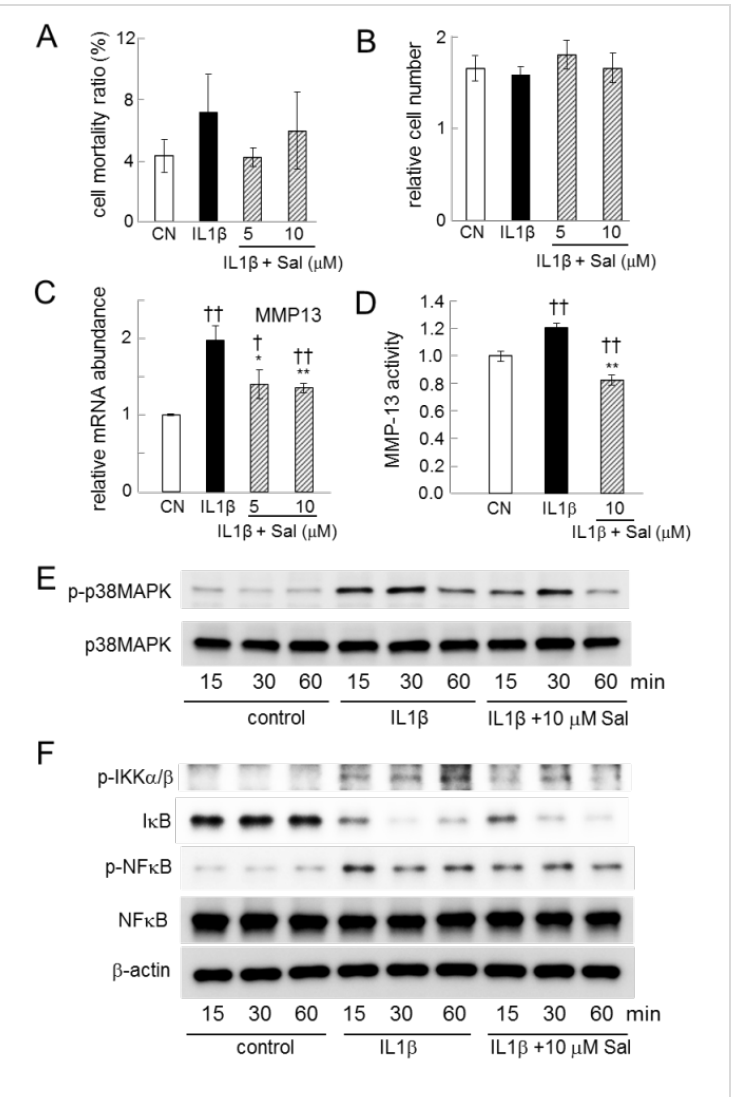 A
cell mortality ratio (%)
12
8
4
0
CN IL1β 5 10
IL1β + Sal (μM)
B
relative cell number
2
1
0
CN IL1β 5 10
IL1β + Sal (μM)
C
relative mRNA abundance
MMP13
2
1
0
†† † ††
* **
CN IL1β 5 10
IL1β + Sal (μM)
D
MMP-13 activity
1.4
1.2
1.0
0.8
0.6
0.4
0.2
0.0
††
††
**
CN IL1β 10
IL1β + Sal (μM)
E
p-p38MAPK
p38MAPK
15 30 60 15 30 60 15 30 60 min
control IL1β IL1β +10 μM Sal
F
p-IKKα/β
IκB
p-NFκB
NFκB
β-actin
15 30 60 15 30 60 15 30 60 min
control IL1β IL1β +10 μM Sal